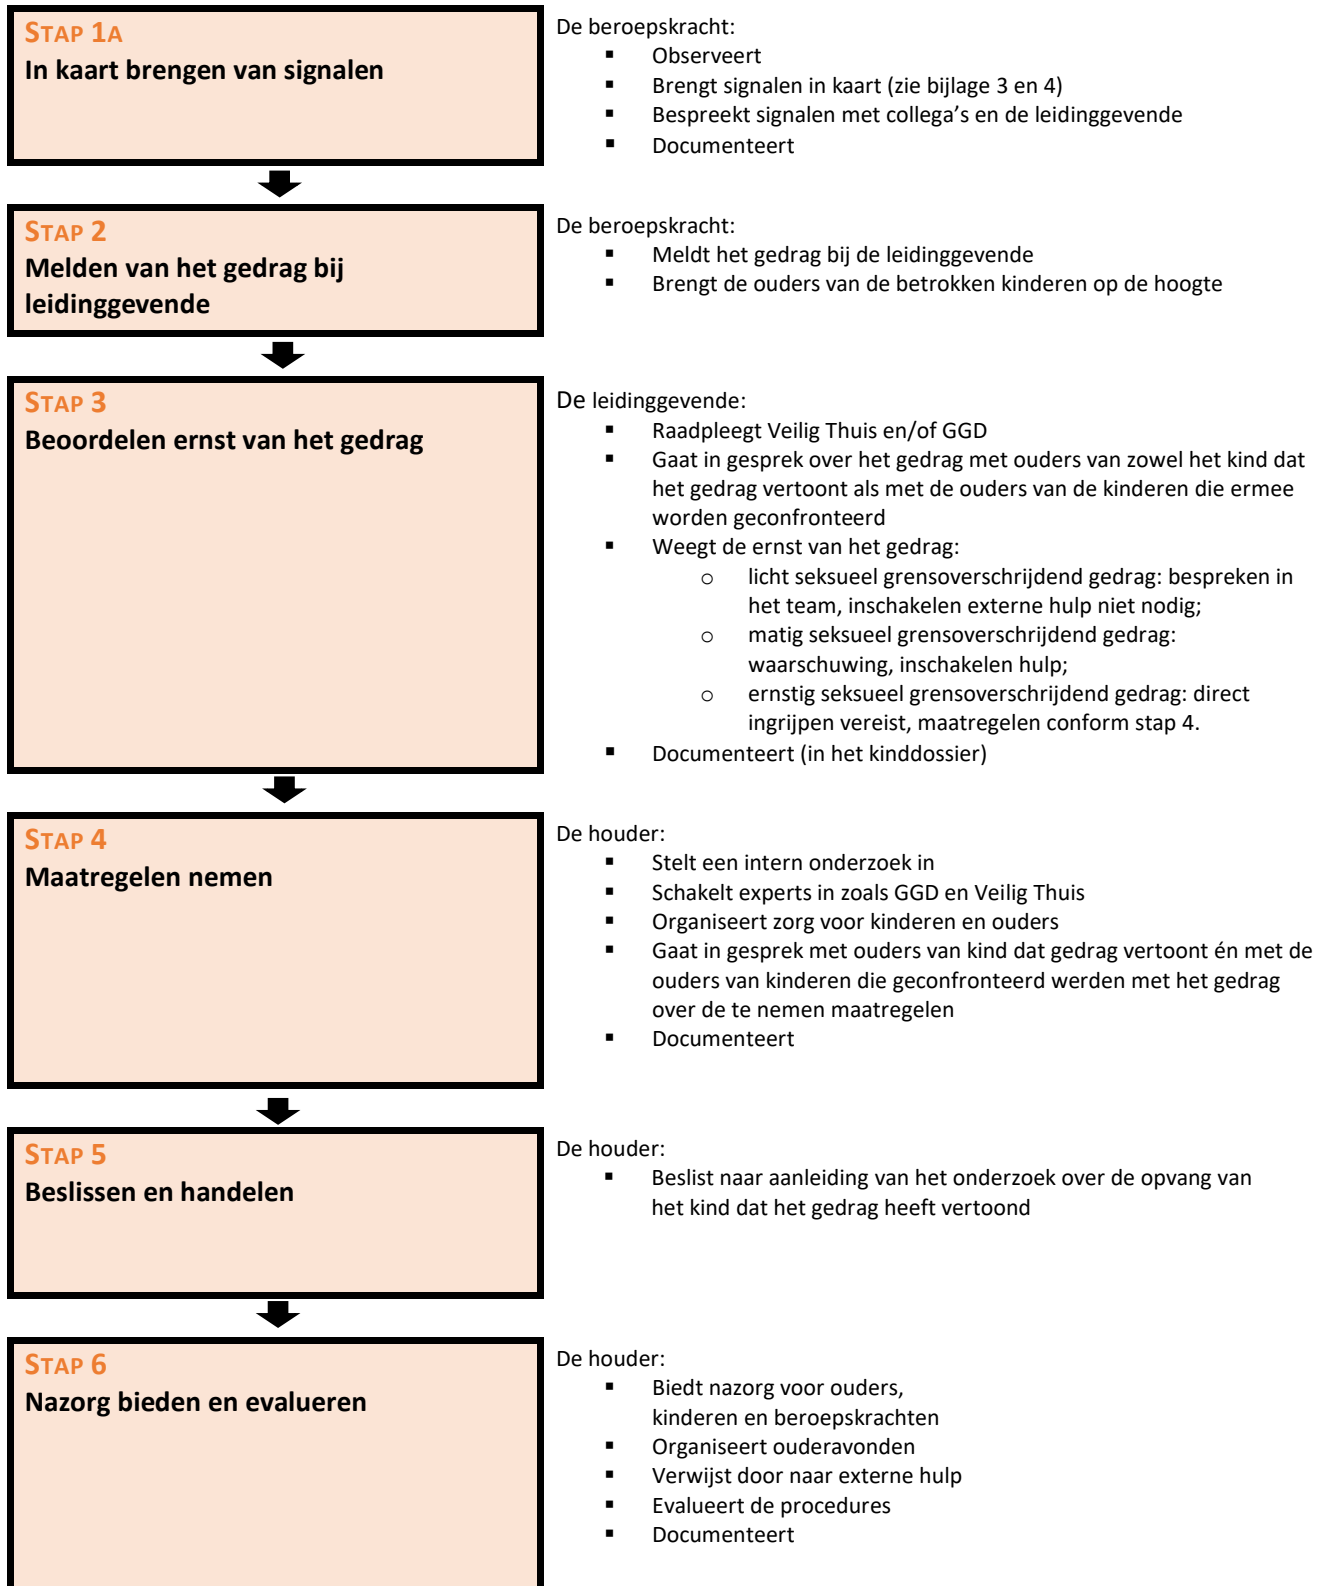 STAP 1A
In kaart brengen van signalen
De beroepskracht:
▪ Observeert
▪ Brengt signalen in kaart (zie bijlage 3 en 4)
▪ Bespreekt signalen met collega's en de leidinggevende
▪ Documenteert
STAP 2
Melden van het gedrag bij
leidinggevende
De beroepskracht:
▪ Meldt het gedrag bij de leidinggevende
▪ Brengt de ouders van de betrokken kinderen op de hoogte
STAP 3
Beoordelen ernst van het gedrag
De leidinggevende:
▪ Raadpleegt Veilig Thuis en/of GGD
▪ Gaat in gesprek over het gedrag met ouders van zowel het kind dat
het gedrag vertoont als met de ouders van de kinderen die ermee
worden geconfronteerd
▪ Weegt de ernst van het gedrag:
o licht seksueel grensoverschrijdend gedrag: bespreken in
het team, inschakelen externe hulp niet nodig;
o matig seksueel grensoverschrijdend gedrag:
waarschuwing, inschakelen hulp;
o ernstig seksueel grensoverschrijdend gedrag: direct
ingrijpen vereist, maatregelen conform stap 4.
▪ Documenteert (in het kinddossier)
STAP 4
Maatregelen nemen
De houder:
▪ Stelt een intern onderzoek in
▪ Schakelt experts in zoals GGD en Veilig Thuis
▪ Organiseert zorg voor kinderen en ouders
▪ Gaat in gesprek met ouders van kind dat gedrag vertoont én met de
ouders van kinderen die geconfronteerd werden met het gedrag
over de te nemen maatregelen
▪ Documenteert
STAP 5
Beslissen en handelen
De houder:
▪ Beslist naar aanleiding van het onderzoek over de opvang van
het kind dat het gedrag heeft vertoond
STAP 6
Nazorg bieden en evalueren
De houder:
▪ Biedt nazorg voor ouders,
kinderen en beroepskrachten
▪ Organiseert ouderavonden
▪ Verwijst door naar externe hulp
▪ Evalueert de procedures
▪ Documenteert